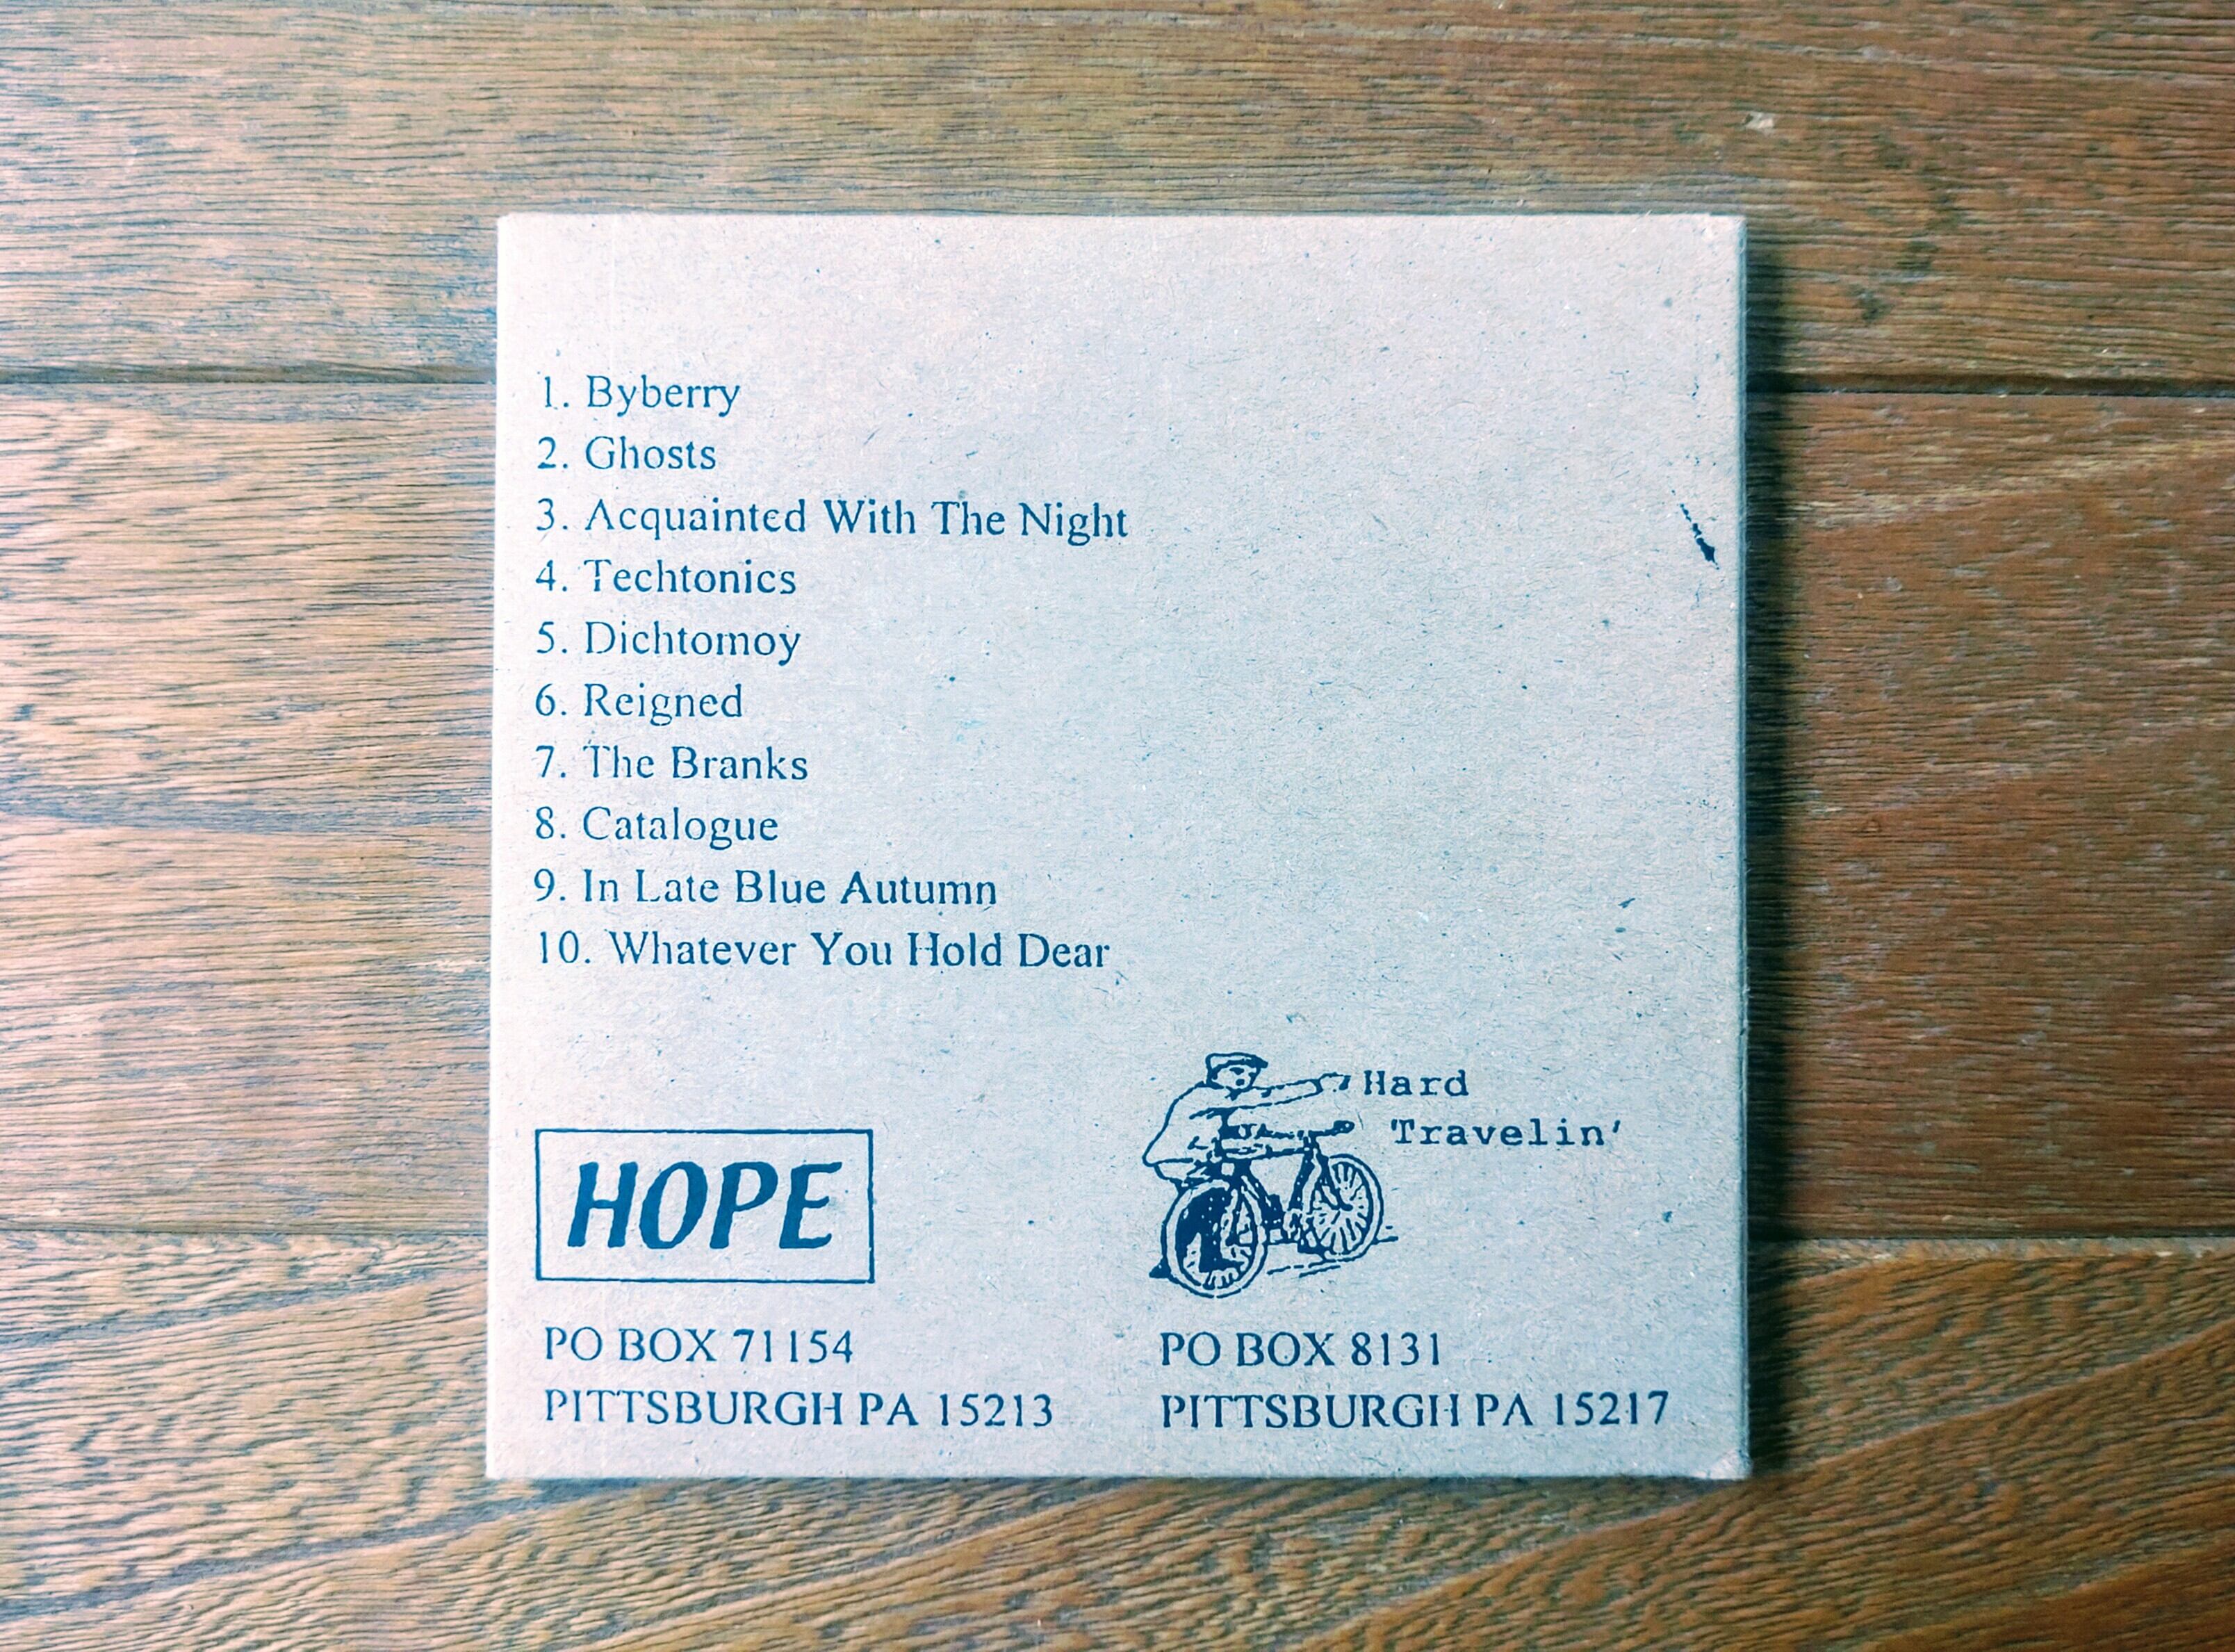 1. Byberry
2. Ghosts
3. Acquainted With The Night
4. Techtonics
5. Dichtomoy
6. Reigned
7. The Branks
8. Catalogue
9. In Late Blue Autumn
10. Whatever You Hold Dear
Hard
Travelin'
HOPE
PO BOX 71154
PITTSBURGH PA 15213
PO BOX 8131
PITTSBURGH PA 15217